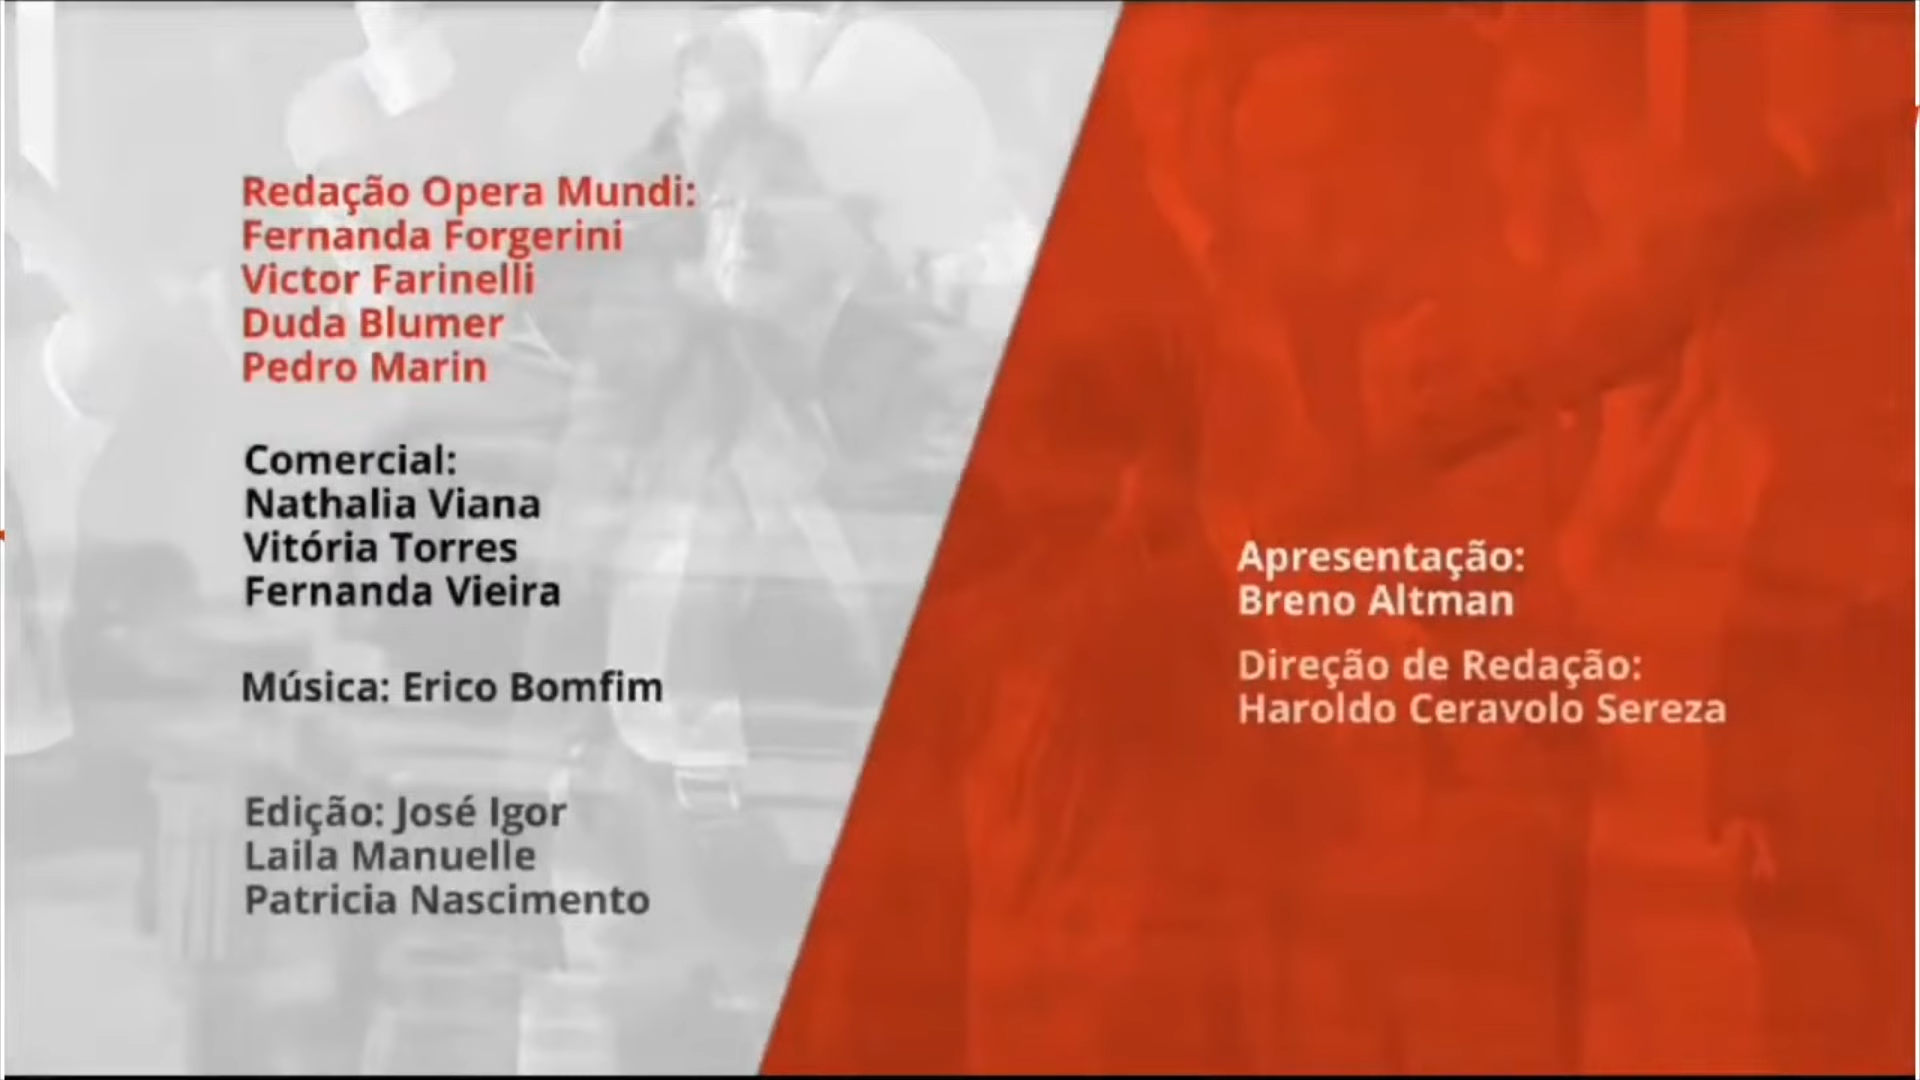 Redação Opera Mundi:
Fernanda Forgerini
Victor Farinelli
Duda Blumer
Pedro Marin
Comercial:
Nathalia Viana
Vitória Torres
Fernanda Vieira
Música: Erico Bomfim
Edição: José Igor
Laila Manuelle
Patricia Nascimento
Apresentação:
Breno Altman
Direção de Redação:
Haroldo Ceravolo Sereza